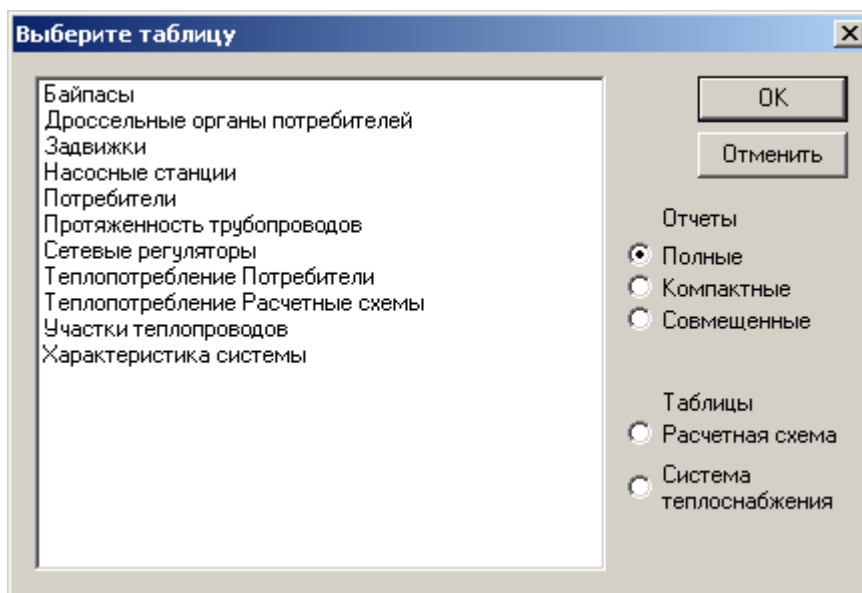 Выберите таблицу
Байпасы
Дроссельные органы потребителей
Задвижки
Насосные станции
Потребители
Протяженность трубопроводов
Сетевые регуляторы
Теплопотребление Потребители
Теплопотребление Расчетные схемы
Участки теплопроводов
Характеристика системы
OK
Отменить
Отчеты
Полные
Компактные
Совмещенные
Таблицы
Расчетная схема
Система
теплоснабжения